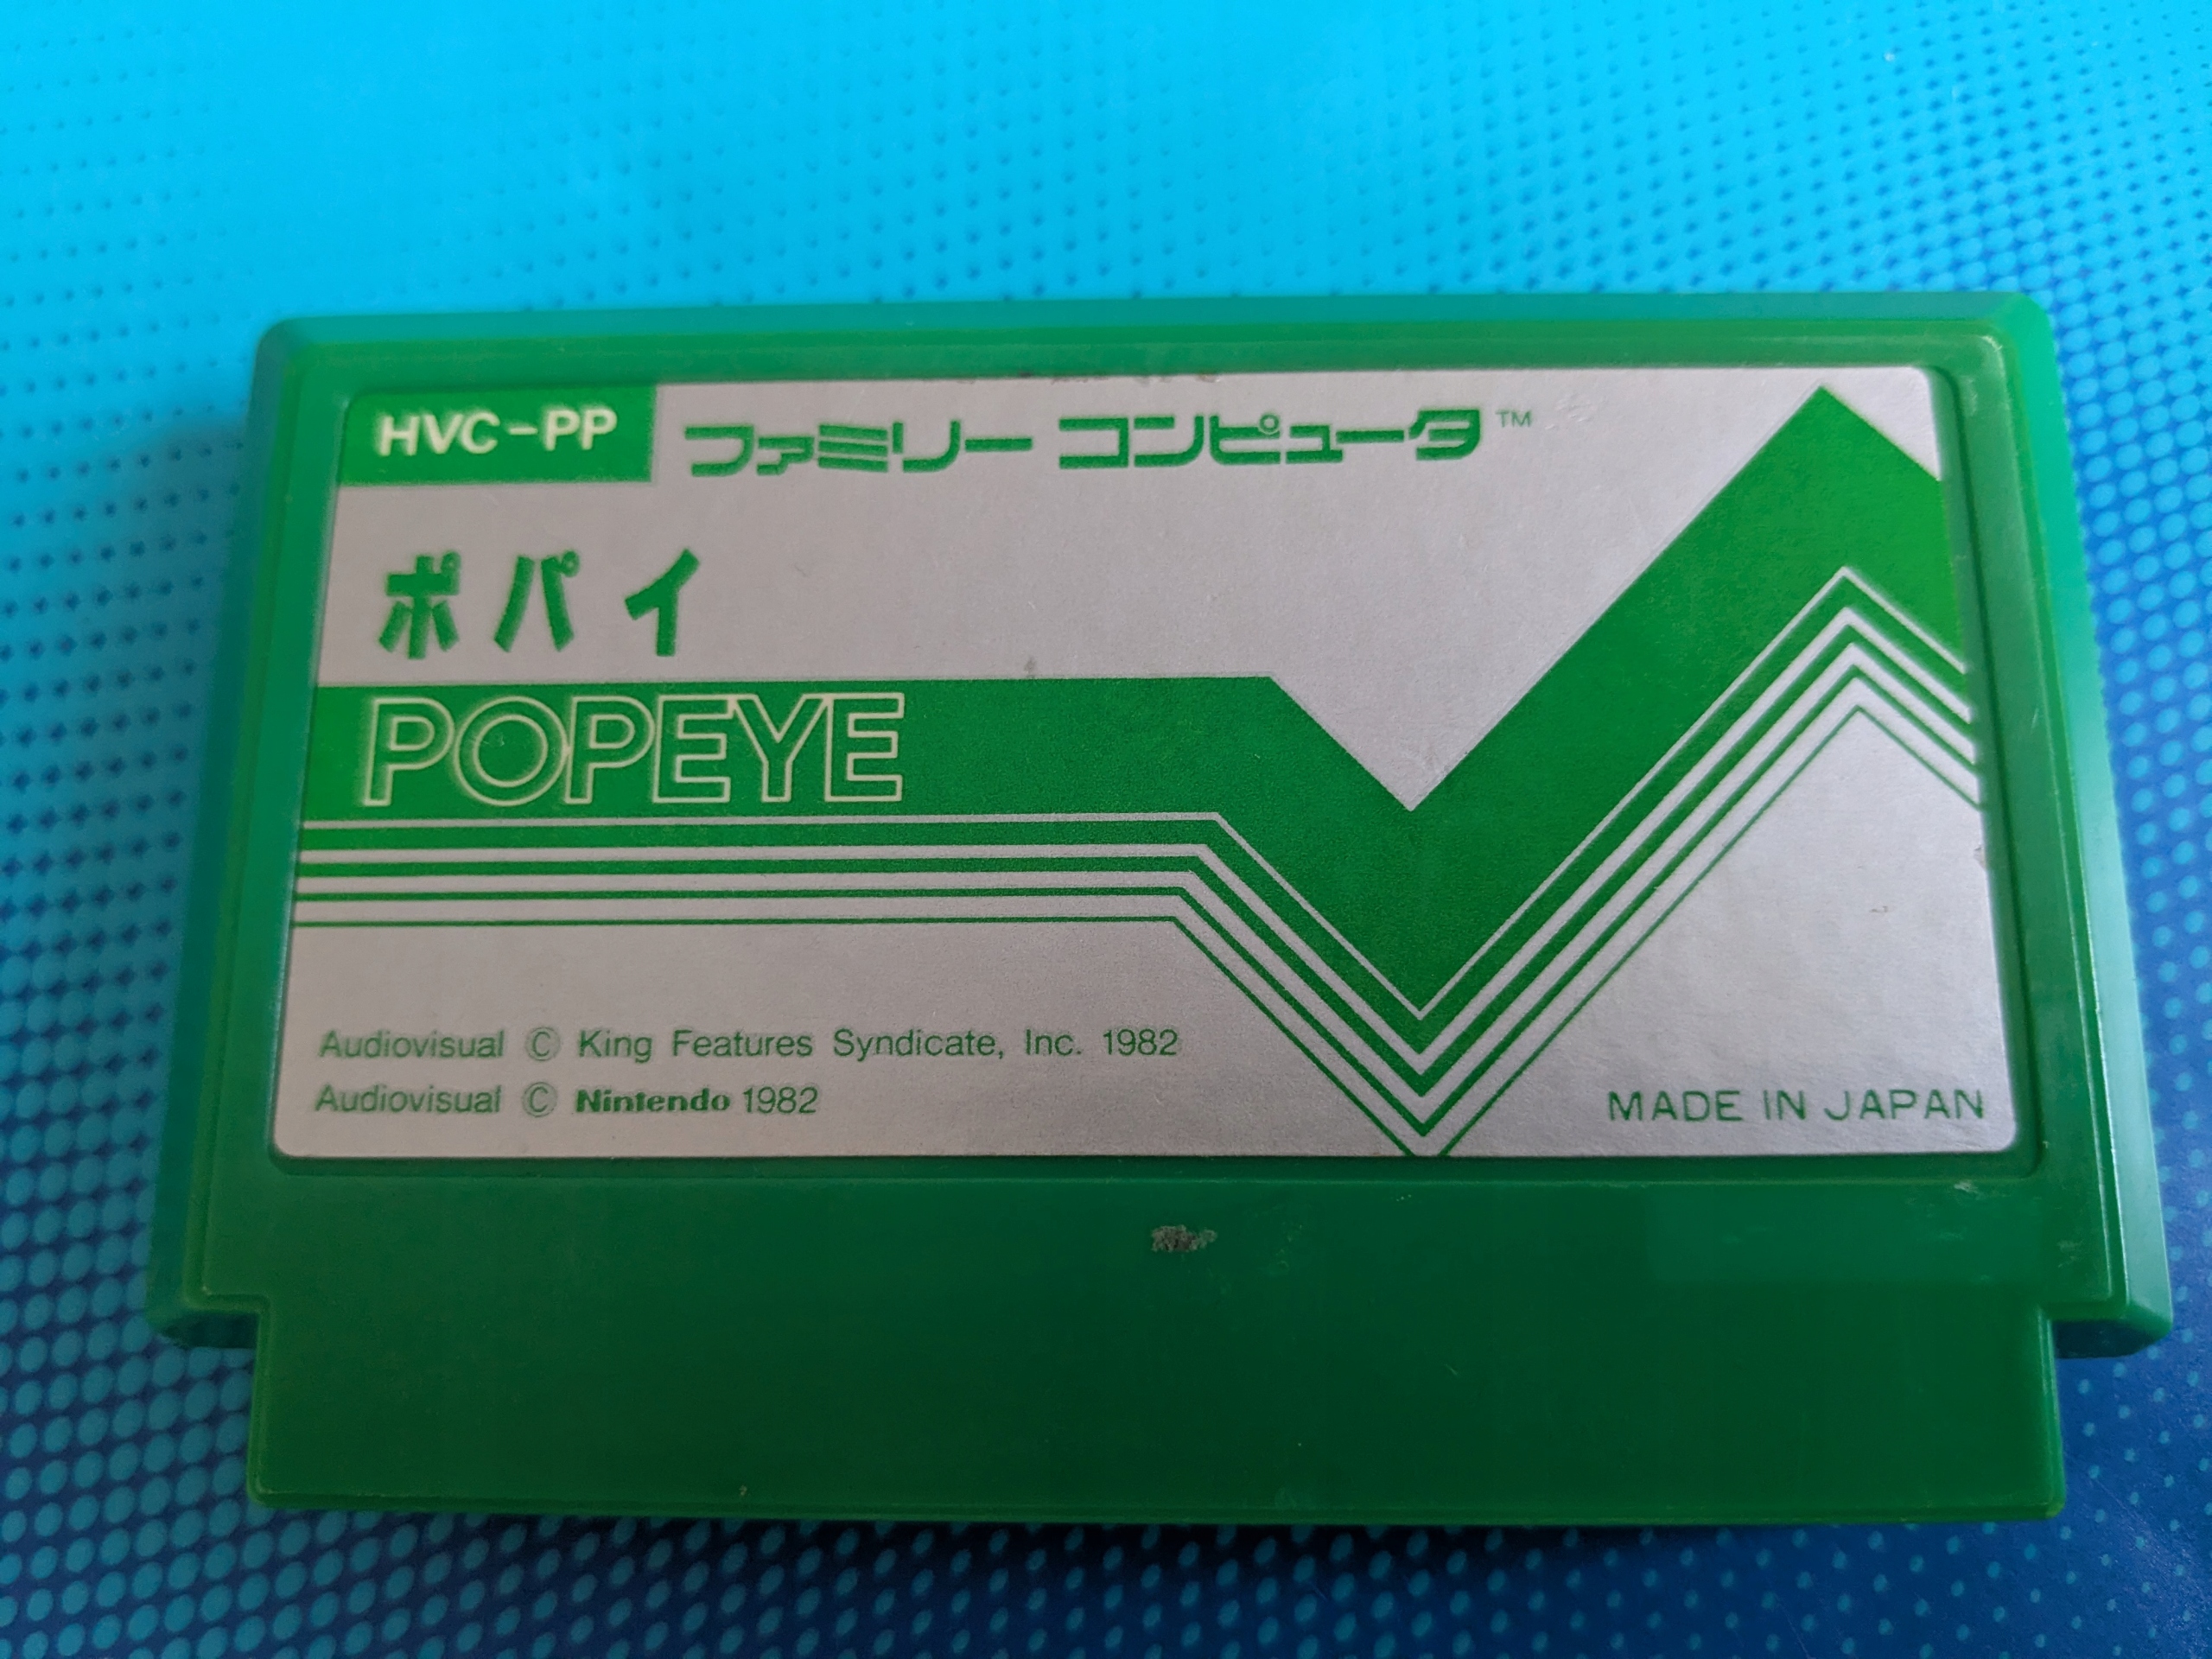 HVC-PP ファミリー コンピュータ™
ポパイ
POPEYE
Audiovisual © King Features Syndicate, Inc. 1982
Audiovisual © Nintendo 1982
MADE IN JAPAN